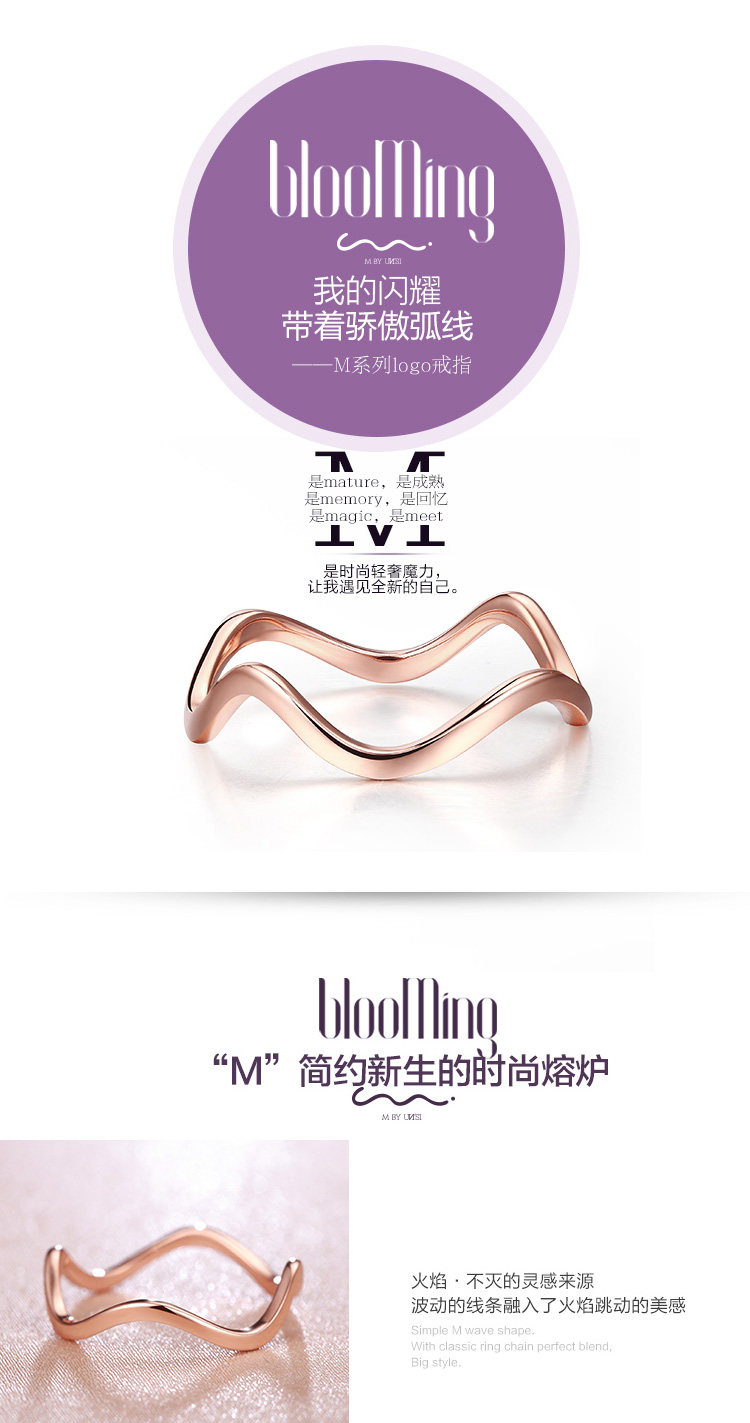 blooMing
M BY UNSI
我的闪耀
带着骄傲弧线
——M系列logo戒指
M
是mature，是成熟
是memory，是回忆
是magic，是meet
是时尚轻奢魔力，
让我遇见全新的自己。
blooMing
“M”简约新生的时尚熔炉
M BY UNSI
火焰·不灭的灵感来源
波动的线条融入了火焰跳动的美感
Simple M wave shape.
With classic ring chain perfect blend,
Big style.